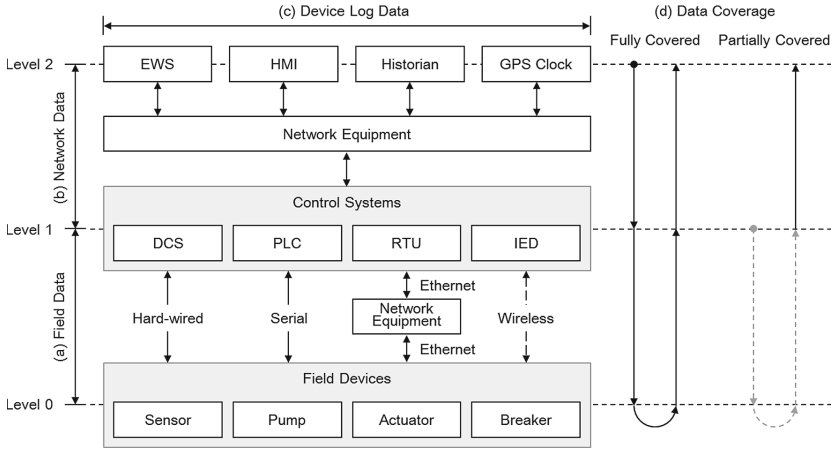 (c) Device Log Data
(d) Data Coverage
Fully Covered
Partially Covered
Level 2
EWS
HMI
Historian
GPS Clock
(b) Network Data
Network Equipment
Control Systems
Level 1
DCS
PLC
RTU
IED
(a) Field Data
Ethernet
Hard-wired
Serial
Network
Equipment
Wireless
Ethernet
Field Devices
Level 0
Sensor
Pump
Actuator
Breaker